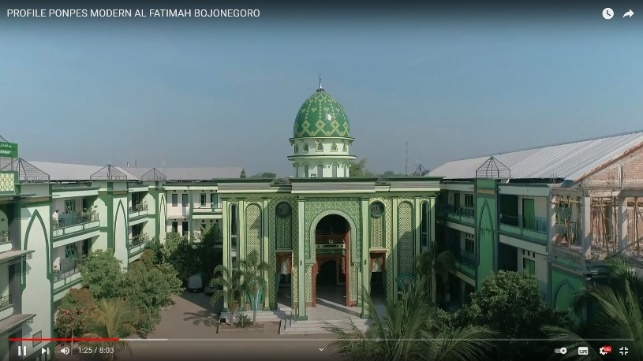 PROFILE PONPES MODERN AL FATIMAH BOJONEGORO
1:25 / 8:03